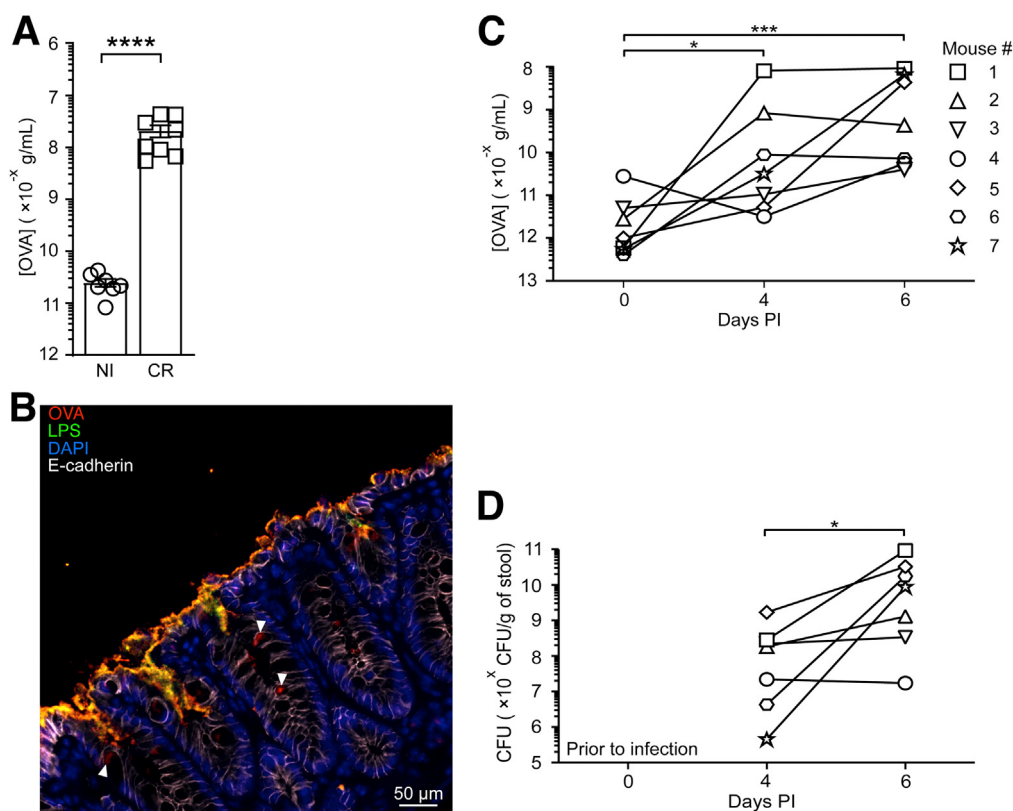 A
6
7
8
9
10
11
12
[OVA] ( ×10⁻ˣ g/mL)
****
NI
CR
C
8
9
10
11
12
13
[OVA] ( ×10⁻ˣ g/mL)
*
***
0
4
6
Days PI
Mouse #
1
2
3
4
5
6
7
B
OVA
LPS
DAPI
E-cadherin
50 µm
D
11
10
9
8
7
6
5
CFU ( ×10ˣ CFU/g of stool)
*
Prior to infection
0
4
6
Days PI